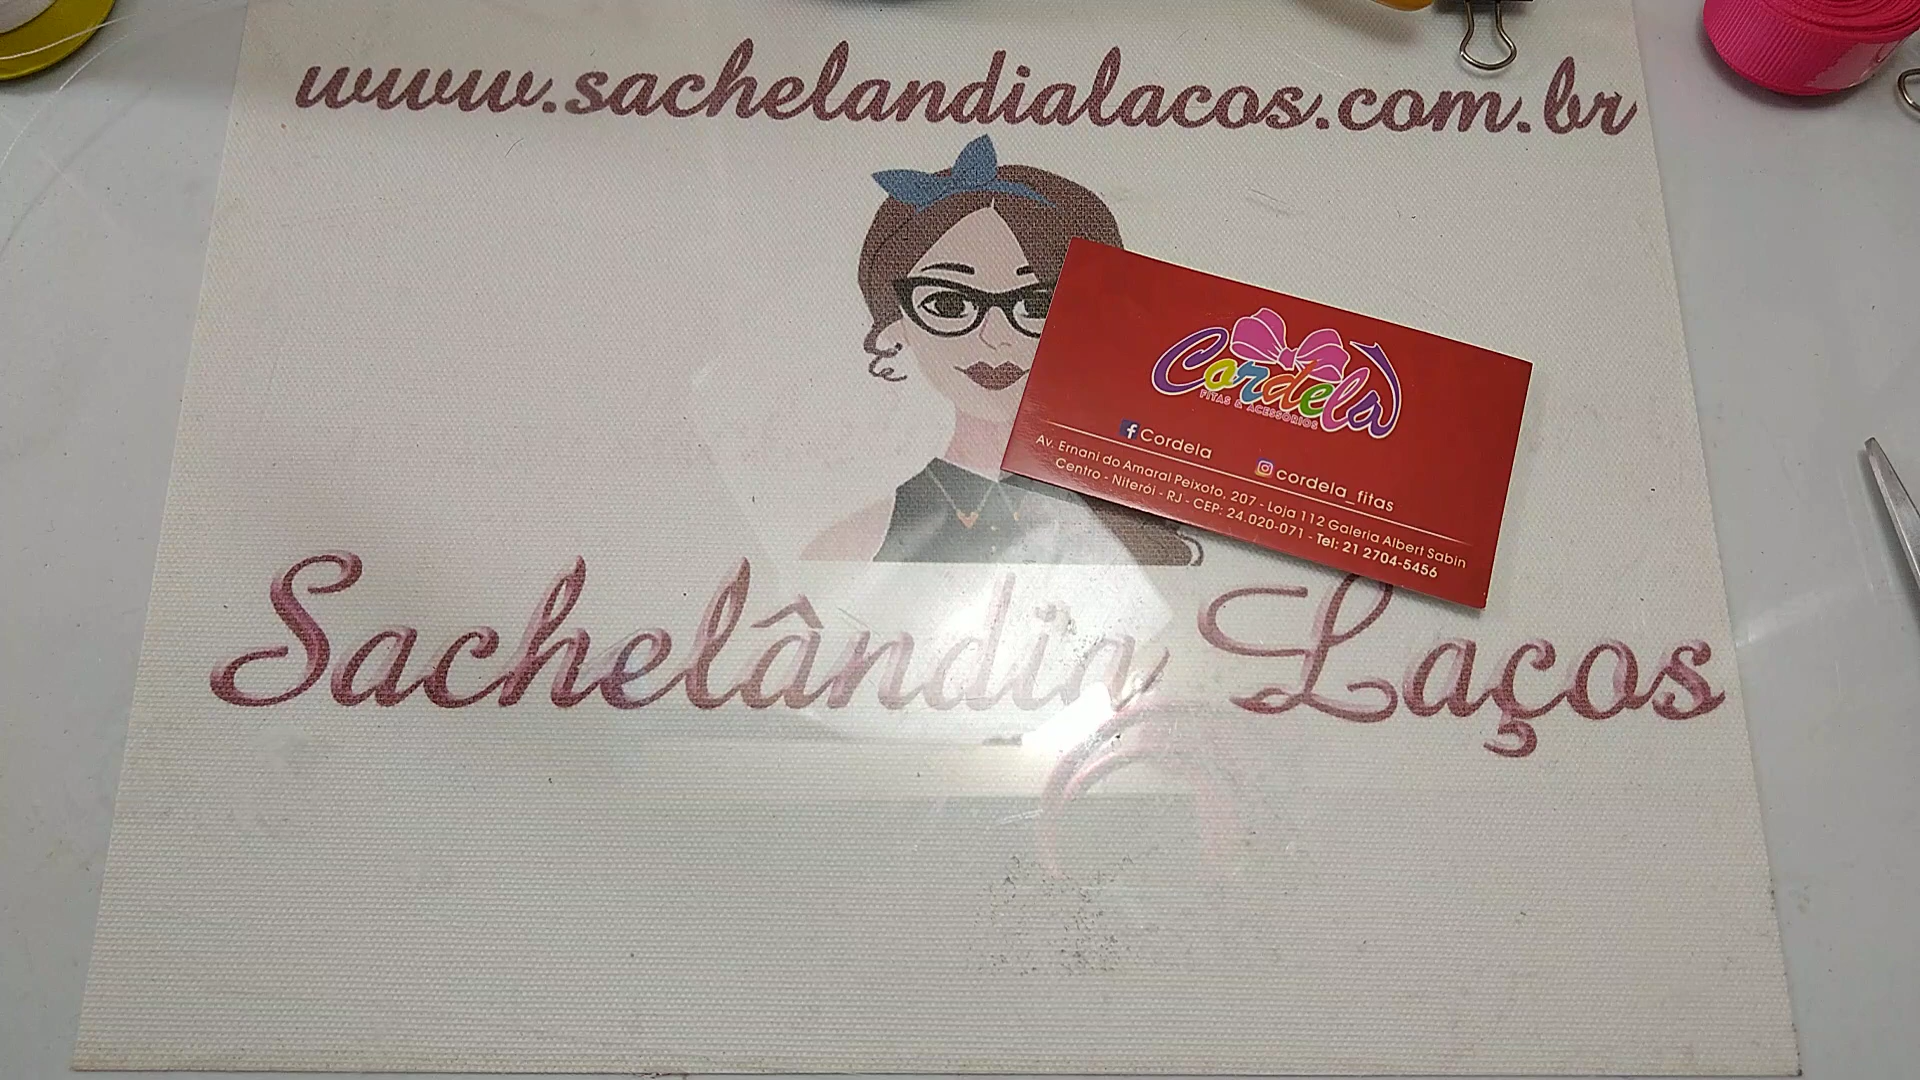 www.sachelandialacos.com.br
Cordelà
FITAS & ACESSÓRIOS
Cordela
cordela_fitas
Av. Ernani do Amaral Peixoto, 207 - Loja 112 Galeria Albert Sabin
Centro - Niterói - RJ - CEP: 24.020-071 - Tel: 21 2704-5456
Sachelândia Laços